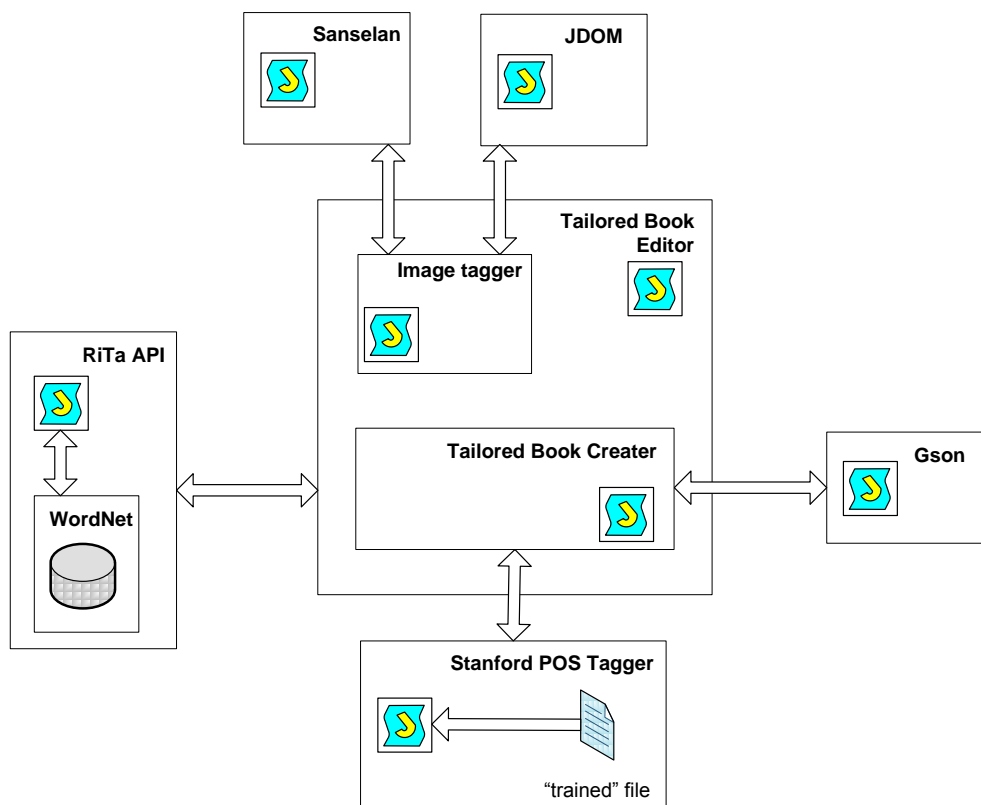 Sanselan
JDOM
Tailored Book
Editor
Image tagger
RiTa API
WordNet
Tailored Book Creater
Gson
Stanford POS Tagger
“trained” file